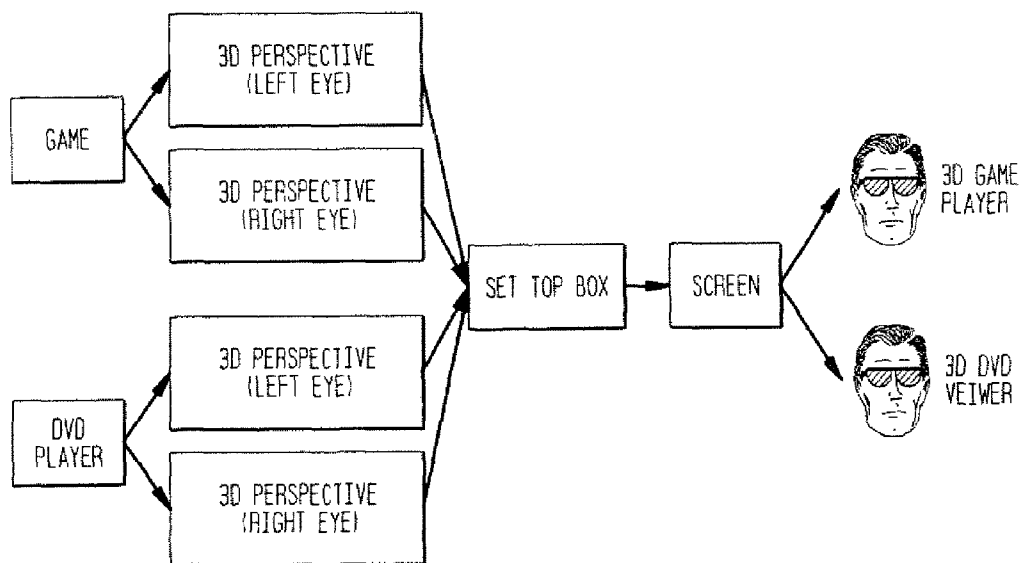 3D PERSPECTIVE
(LEFT EYE)
GAME
3D PERSPECTIVE
(RIGHT EYE)
3D GAME
PLAYER
SET TOP BOX
SCREEN
3D PERSPECTIVE
(LEFT EYE)
3D DVD
VEIWER
DVD
PLAYER
3D PERSPECTIVE
(RIGHT EYE)